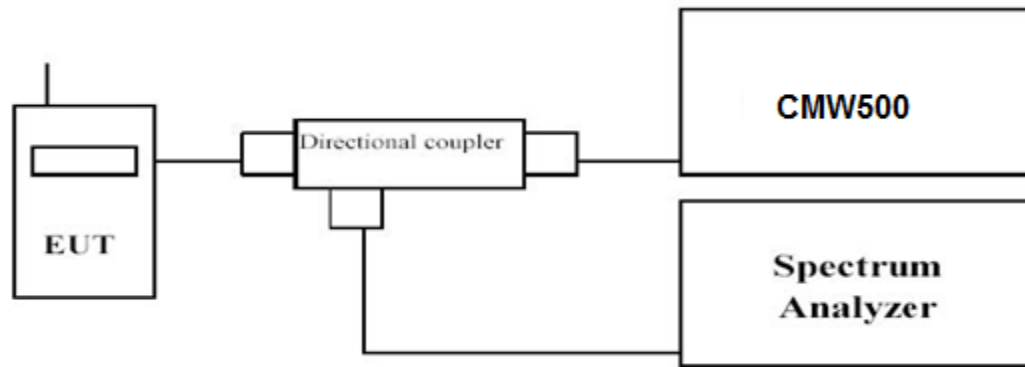 EUT
Directional coupler
CMW500
Spectrum
Analyzer